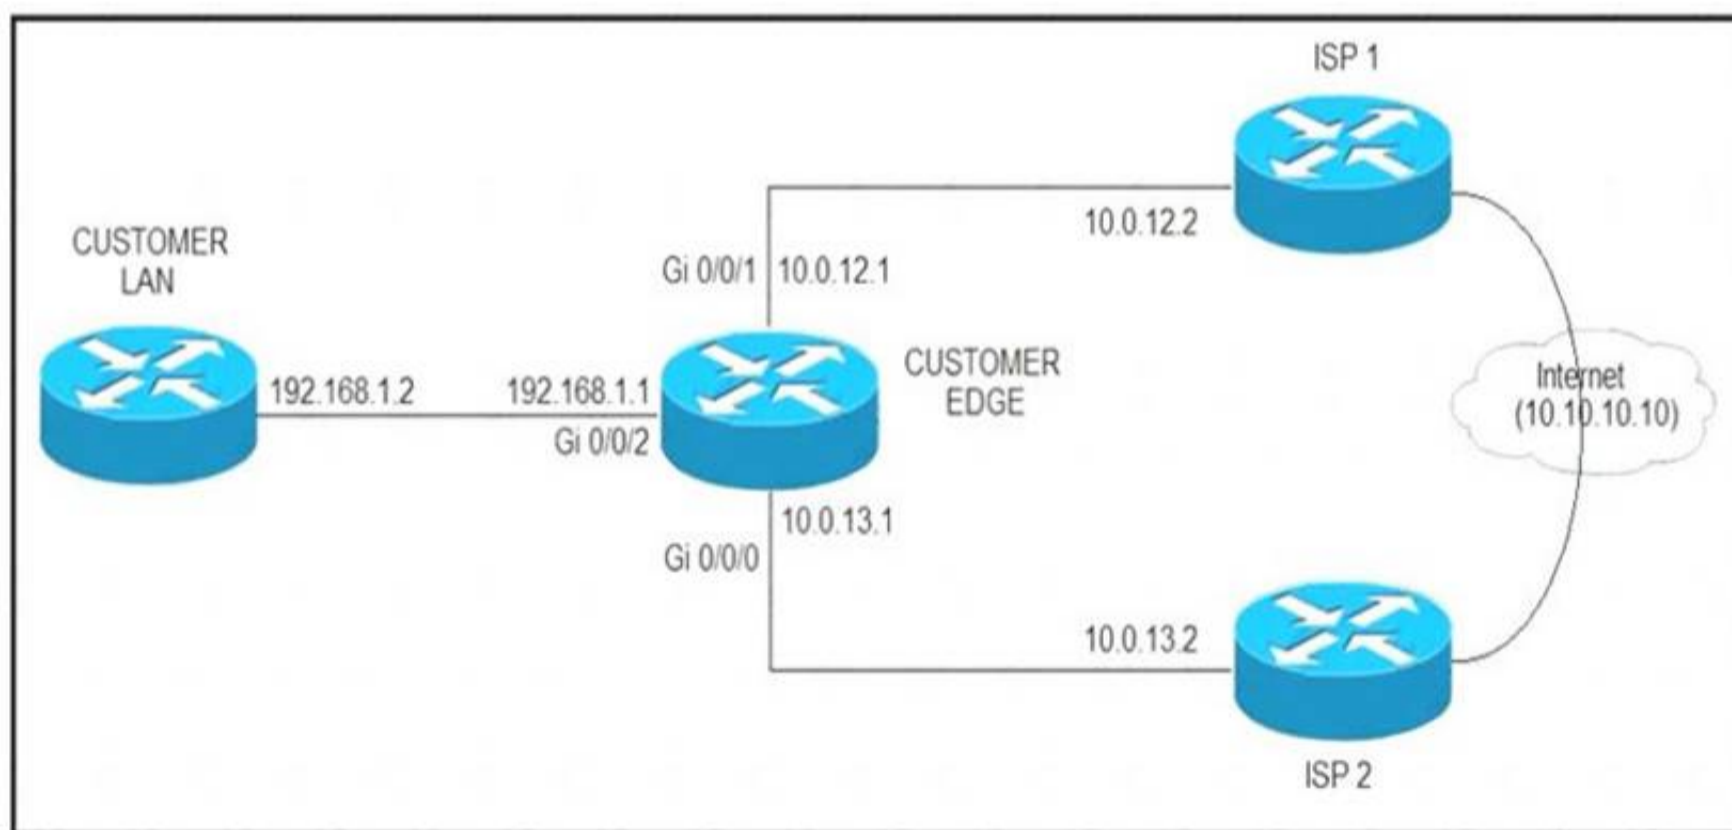 ISP 1
10.0.12.2
CUSTOMER
LAN
Gi 0/0/1 10.0.12.1
CUSTOMER
EDGE
192.168.1.2
192.168.1.1
Gi 0/0/2
Internet
(10.10.10.10)
10.0.13.1
Gi 0/0/0
10.0.13.2
ISP 2